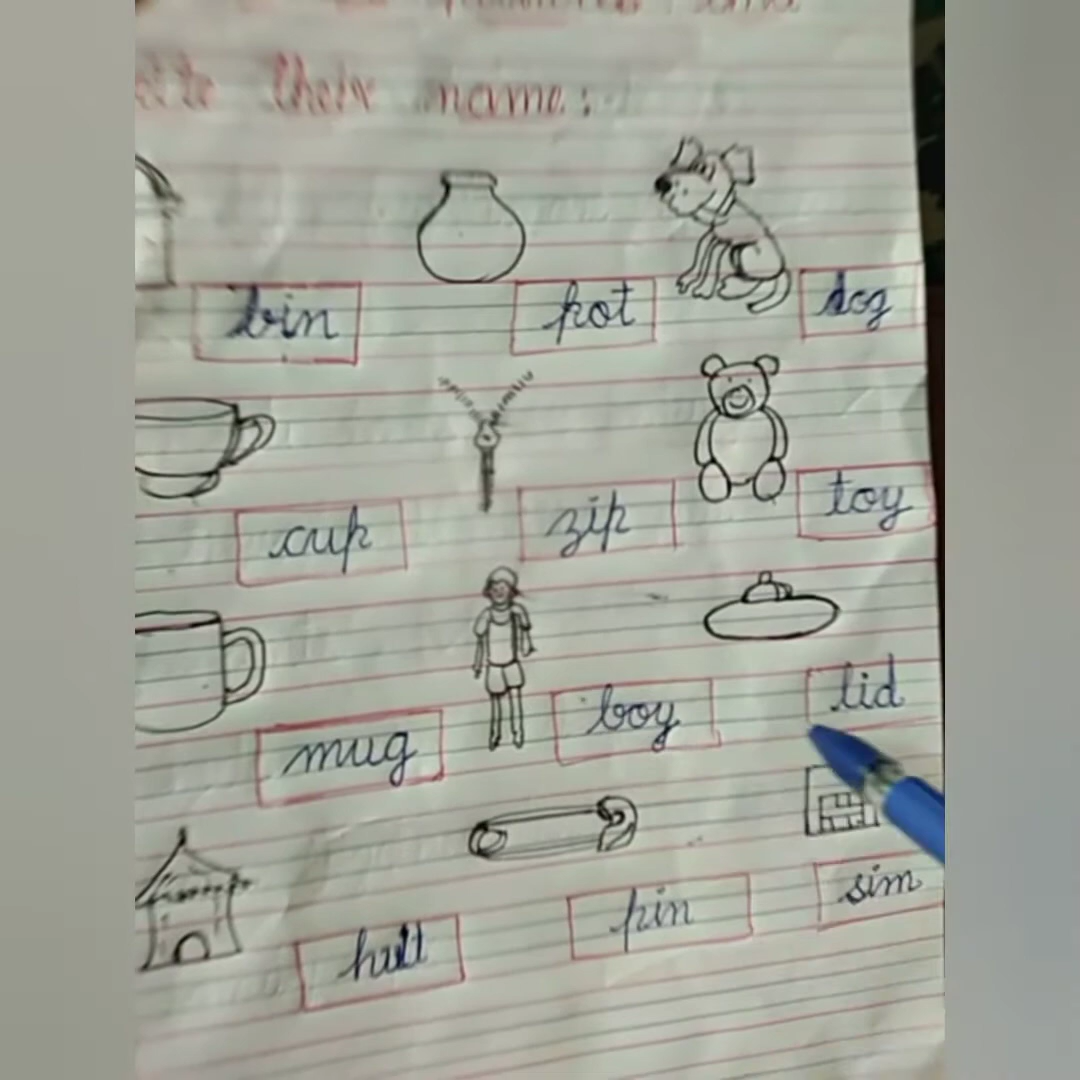 their name:
bin pot dog
cup zip toy
mug boy lid
hut pin sim